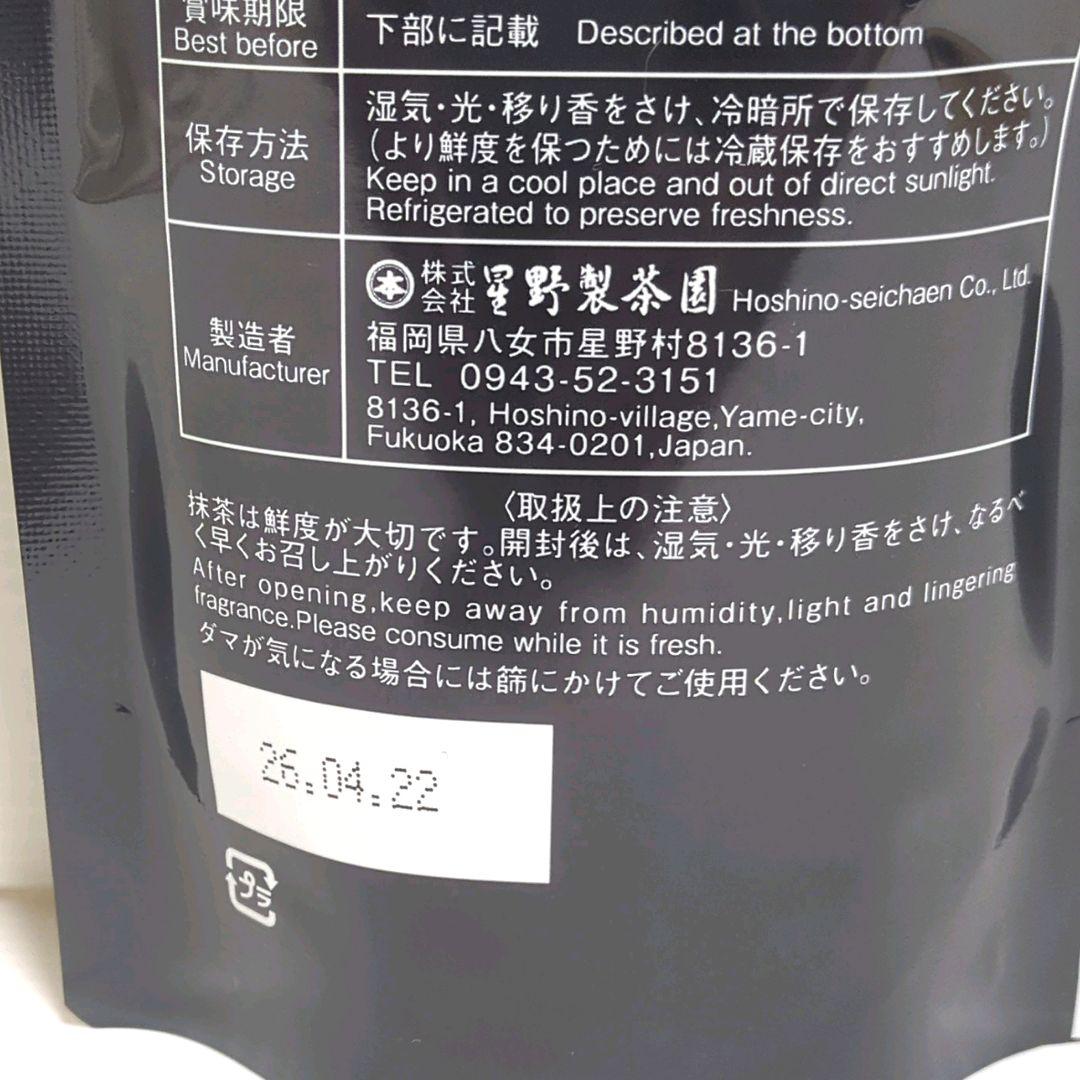 賞味期限
Best before
下部に記載 Described at the bottom
保存方法
Storage
湿気・光・移り香をさけ、冷暗所で保存してください。
(より鮮度を保つためには冷蔵保存をおすすめします。)
Keep in a cool place and out of direct sunlight.
Refrigerated to preserve freshness.
製造者
Manufacturer
本 株式会社 星野製茶園 Hoshino-seichaen Co., Ltd.
福岡県八女市星野村8136-1
TEL 0943-52-3151
8136-1, Hoshino-village,Yame-city,
Fukuoka 834-0201,Japan.
〈取扱上の注意〉
抹茶は鮮度が大切です。開封後は、湿気・光・移り香をさけ、なるべ
く早くお召し上がりください。
After opening,keep away from humidity,light and lingering
fragrance.Please consume while it is fresh.
ダマが気になる場合には篩にかけてご使用ください。
26.04.22
プラ